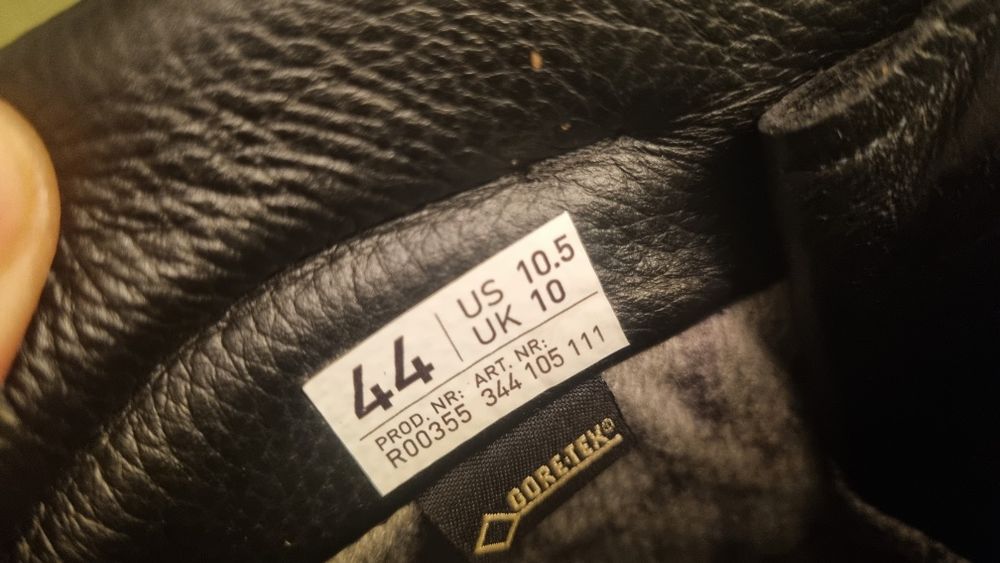 44
US 10.5
UK 10
PROD. NR: ART. NR:
R00355 344 105 111
GORE-TEX®